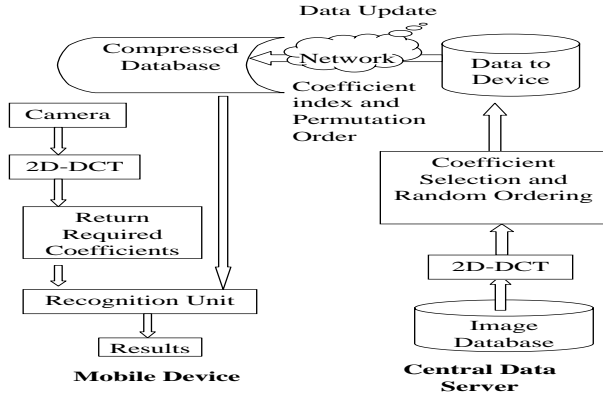 Data Update
Compressed
Database
Network
Data to
Device
Coefficient
index and
Permutation
Order
Camera
2D-DCT
Return
Required
Coefficients
Recognition Unit
Results
Mobile Device
Coefficient
Selection and
Random Ordering
2D-DCT
Image
Database
Central Data
Server